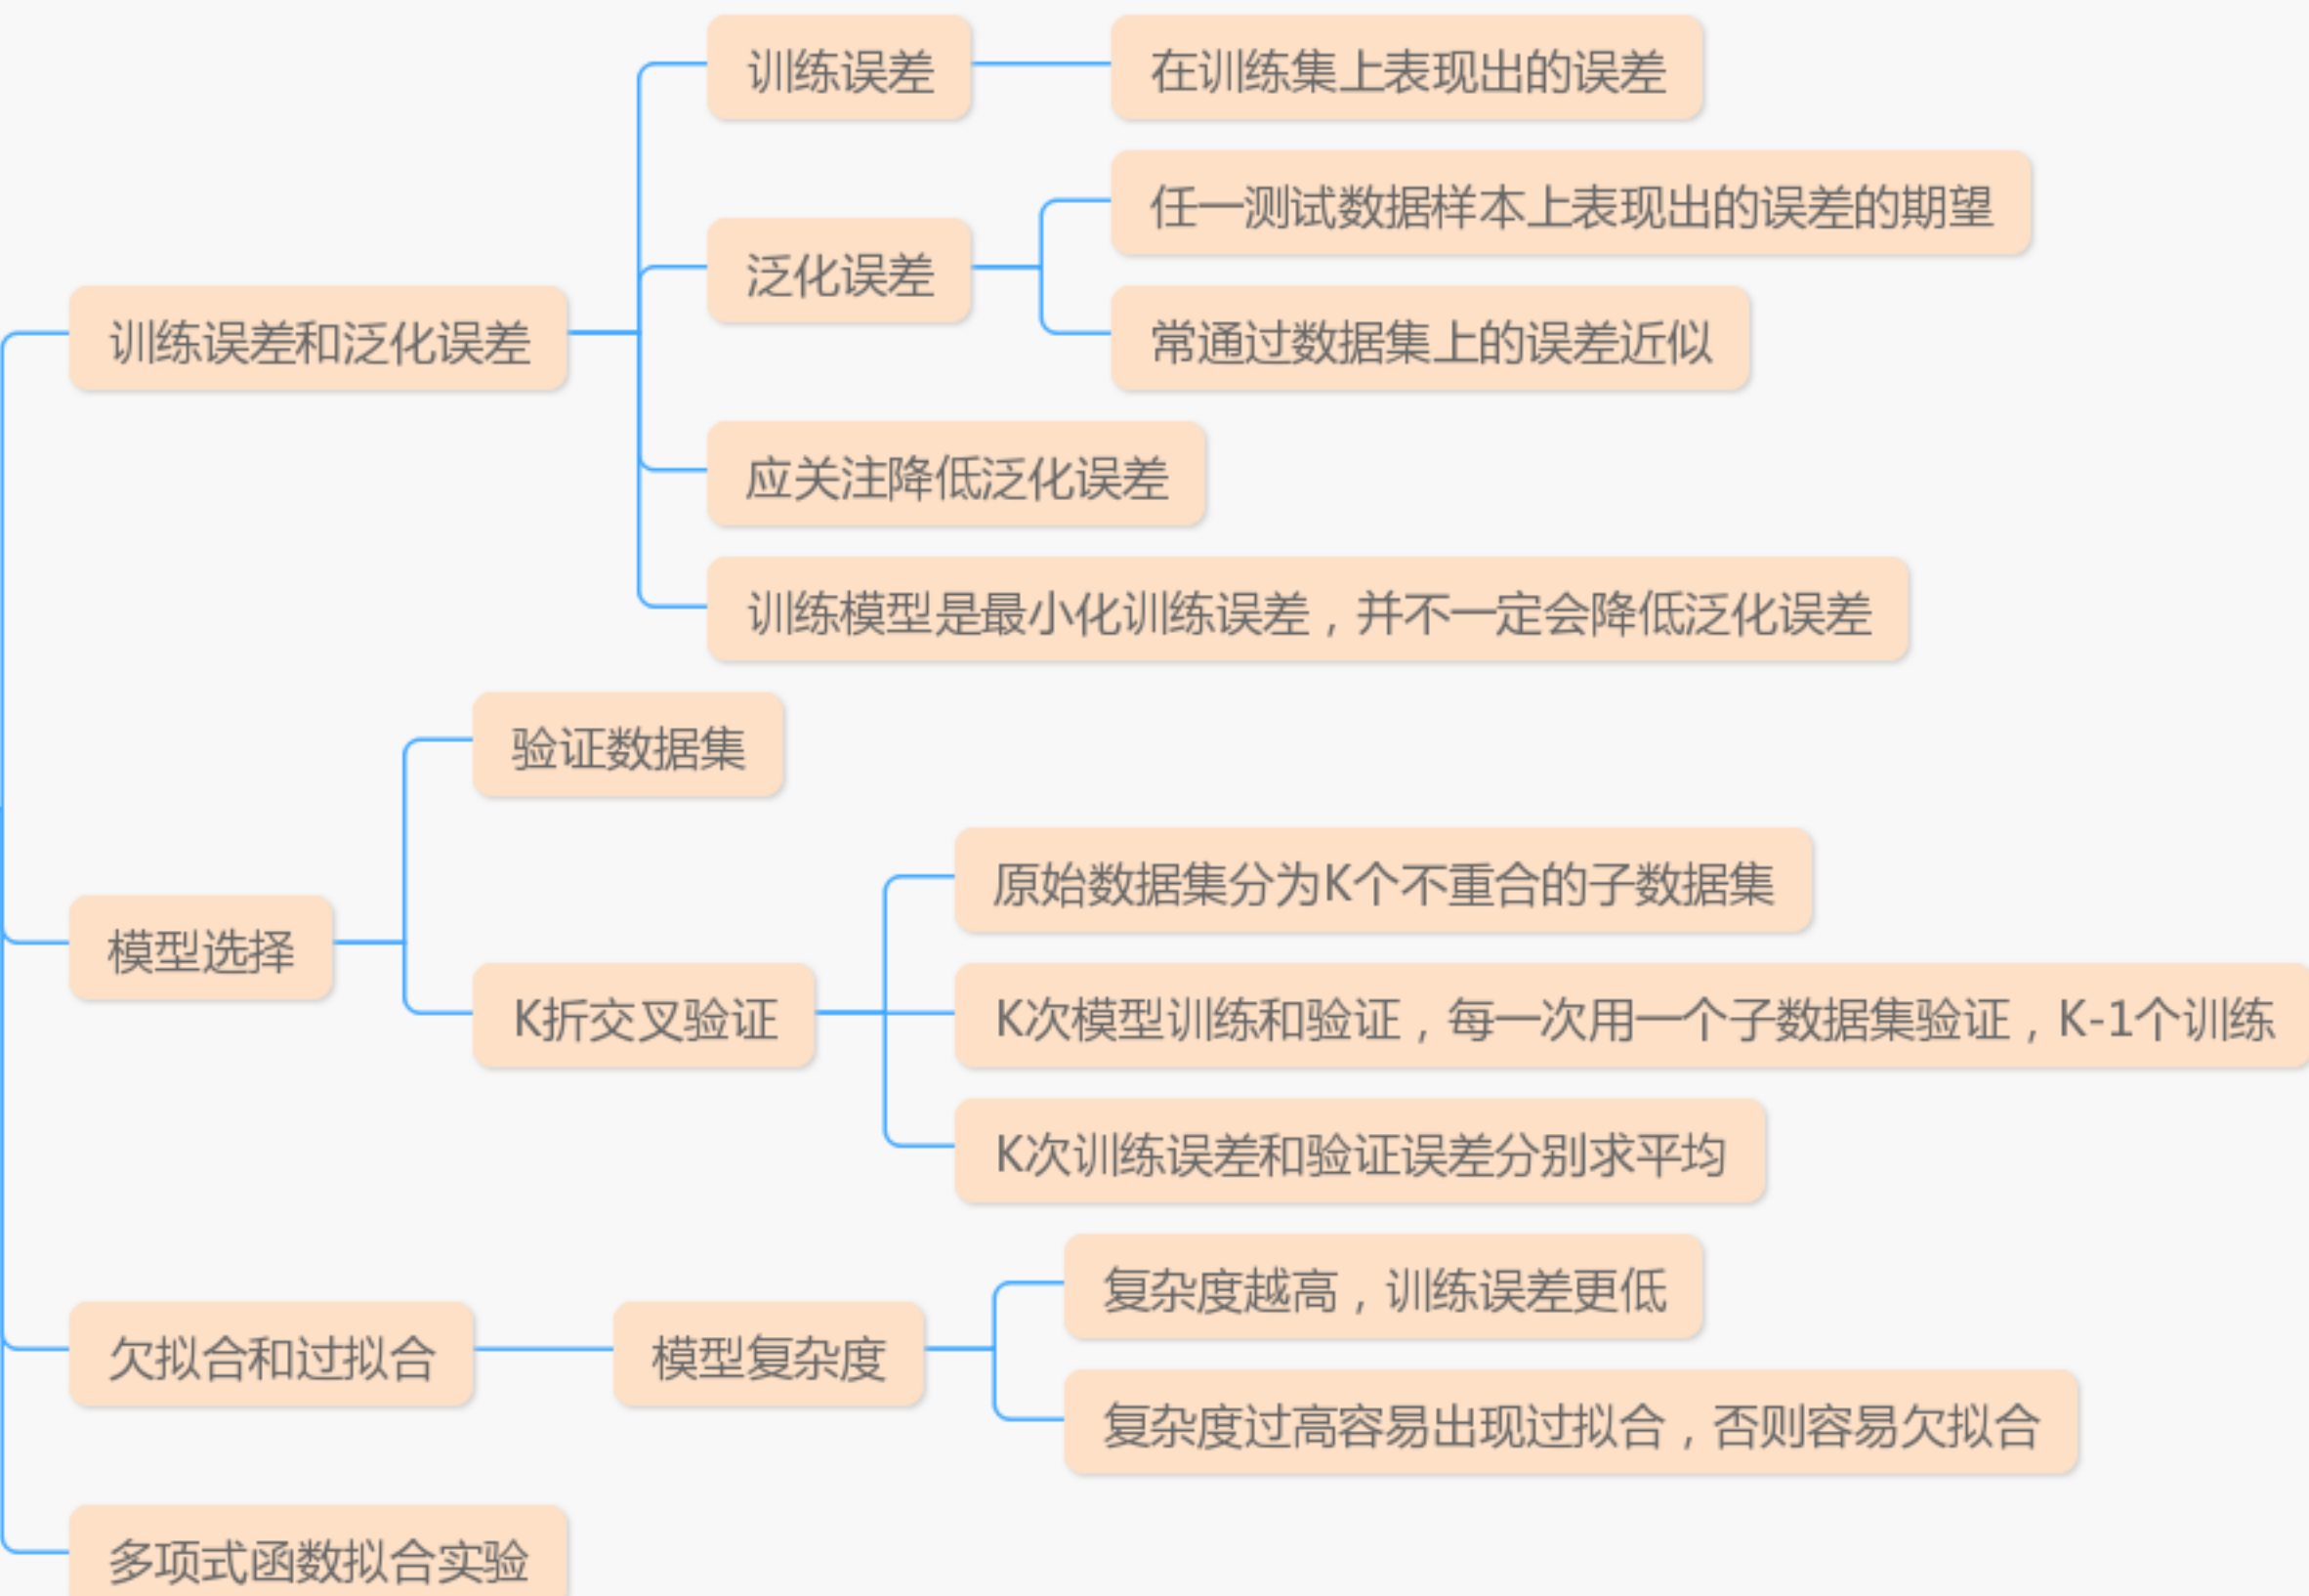 训练误差
在训练集上表现出的误差
任一测试数据样本上表现出的误差的期望
泛化误差
训练误差和泛化误差
常通过数据集上的误差近似
应关注降低泛化误差
训练模型是最小化训练误差，并不一定会降低泛化误差
验证数据集
原始数据集分为K个不重合的子数据集
模型选择
K折交叉验证
K次模型训练和验证，每一次用一个子数据集验证，K-1个训练
K次训练误差和验证误差分别求平均
复杂度越高，训练误差更低
欠拟合和过拟合
模型复杂度
复杂度过高容易出现过拟合，否则容易欠拟合
多项式函数拟合实验